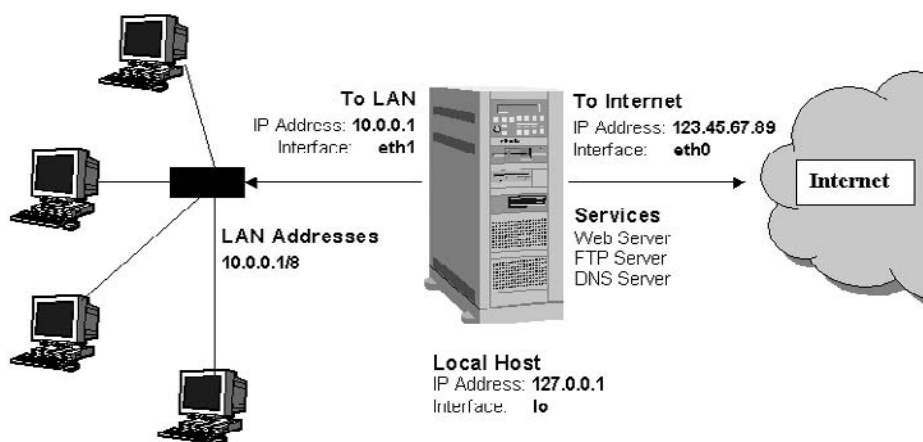 To LAN
IP Address: 10.0.0.1
Interface: eth1
To Internet
IP Address: 123.45.67.89
Interface: eth0
Internet
LAN Addresses
10.0.0.1/8
Services
Web Server
FTP Server
DNS Server
Local Host
IP Address: 127.0.0.1
Interface: lo